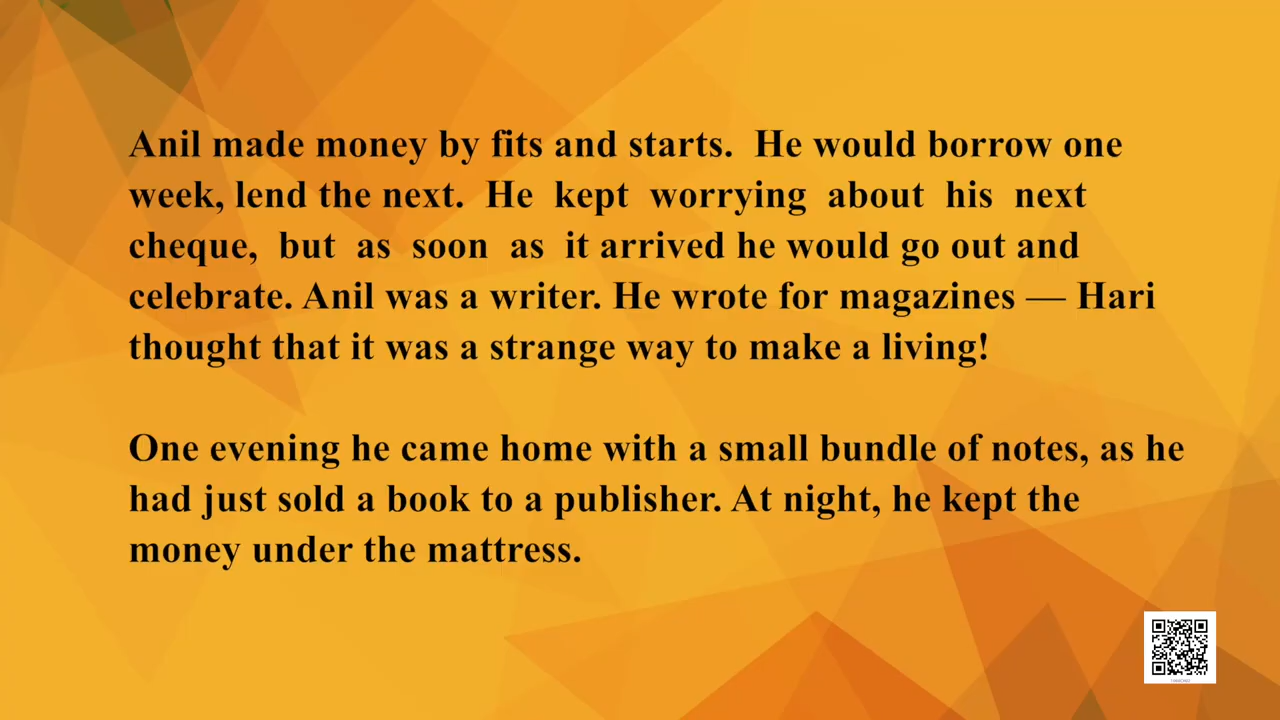 Anil made money by fits and starts. He would borrow one
week, lend the next. He kept worrying about his next
cheque, but as soon as it arrived he would go out and
celebrate. Anil was a writer. He wrote for magazines — Hari
thought that it was a strange way to make a living!
One evening he came home with a small bundle of notes, as he
had just sold a book to a publisher. At night, he kept the
money under the mattress.